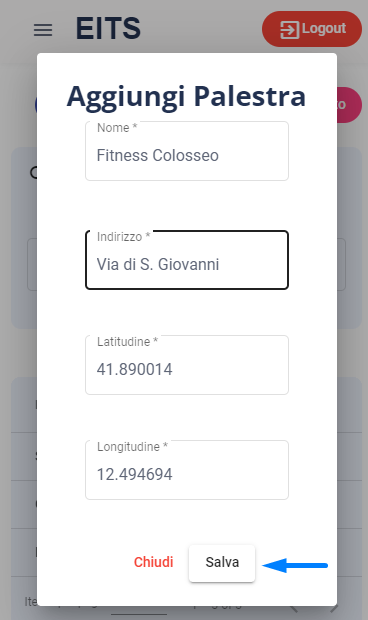 EITS
Logout
Aggiungi Palestra
Nome *
Fitness Colosseo
Indirizzo *
Via di S. Giovanni
Latitudine *
41.890014
Longitudine *
12.494694
Chiudi
Salva